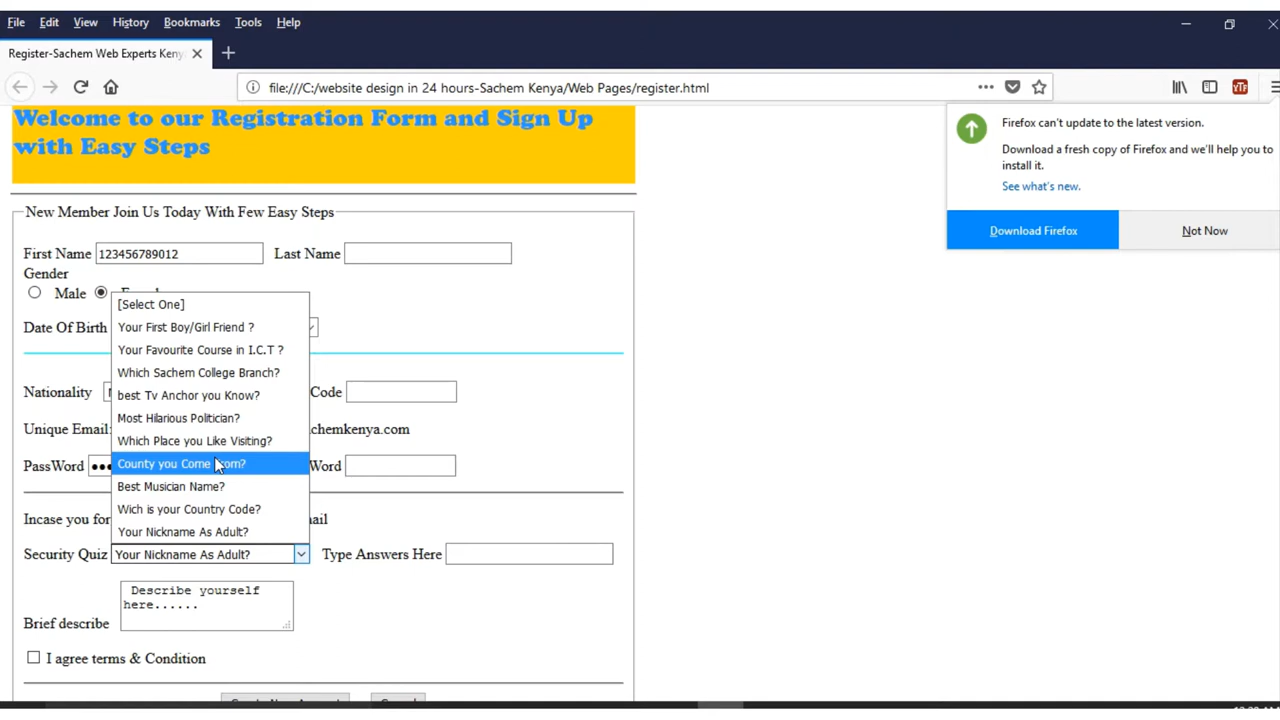 File Edit View History Bookmarks Tools Help
Register-Sachem Web Experts Keny
file:///C:/website design in 24 hours-Sachem Kenya/Web Pages/register.html
Firefox can't update to the latest version.
Download a fresh copy of Firefox and we'll help you to
install it.
See what's new.
Download Firefox Not Now
Welcome to our Registration Form and Sign Up
with Easy Steps
New Member Join Us Today With Few Easy Steps
First Name 123456789012 Last Name
Gender
Male
Date Of Birth
[Select One]
Your First Boy/Girl Friend ?
Your Favourite Course in I.C.T ?
Which Sachem College Branch?
best Tv Anchor you Know?
Most Hilarious Politician?
Which Place you Like Visiting?
County you Come From?
Best Musician Name?
Wich is your Country Code?
Your Nickname As Adult?
Nationality Code
Unique Email: chemkenya.com
PassWord ●●● Word
Incase you for ail
Security Quiz Your Nickname As Adult? Type Answers Here
Describe yourself
here......
Brief describe
I agree terms & Condition